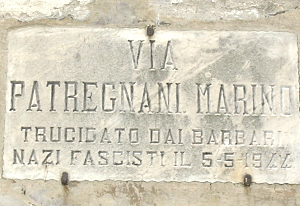 VIA
PATREGNANI MARINO
TRUCIDATO DAI BARBARI
NAZI FASCISTI IL 5-5-1944